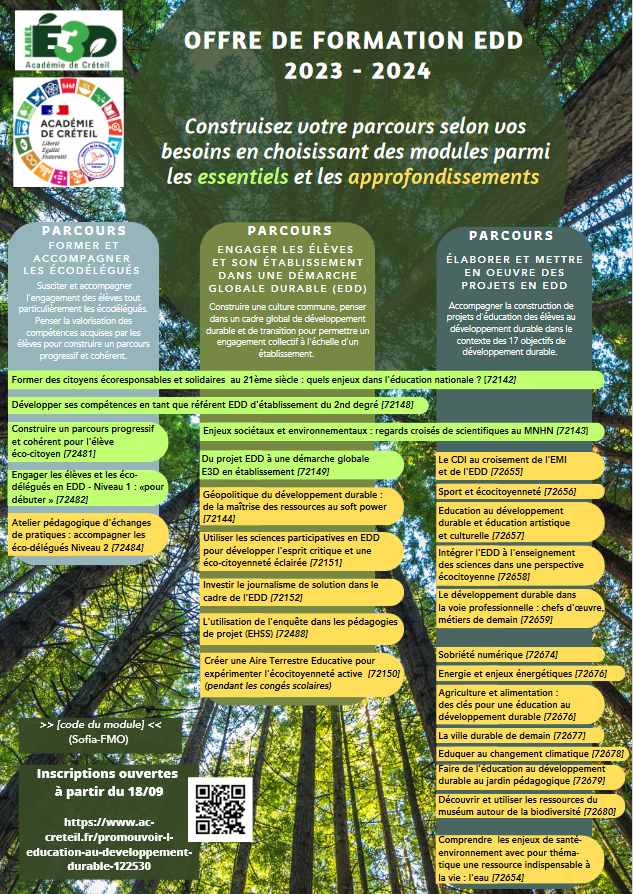 LABEL
É3D
Académie de Créteil
ACADÉMIE
DE CRÉTEIL
Liberté
Égalité
Fraternité
OFFRE DE FORMATION EDD
2023 - 2024
Construisez votre parcours selon vos
besoins en choisissant des modules parmi
les essentiels et les approfondissements
PARCOURS
FORMER ET
ACCOMPAGNER
LES ÉCODÉLÉGUÉS
Susciter et accompagner
l'engagement des élèves tout
particulièrement les écodélégués.
Penser la valorisation des
compétences acquises par les
élèves pour construire un parcours
progressif et cohérent.
PARCOURS
ENGAGER LES ÉLÈVES
ET SON ÉTABLISSEMENT
DANS UNE DÉMARCHE
GLOBALE DURABLE (EDD)
Construire une culture commune, penser
dans un cadre global de développement
durable et de transition pour permettre un
engagement collectif à l'échelle d'un
établissement.
PARCOURS
ÉLABORER ET METTRE
EN OEUVRE DES
PROJETS EN EDD
Accompagner la construction de
projets d'éducation des élèves au
développement durable dans le
contexte des 17 objectifs de
développement durable.
Former des citoyens écoresponsables et solidaires au 21ème siècle : quels enjeux dans l'éducation nationale ? [72142]
Développer ses compétences en tant que référent EDD d'établissement du 2nd degré [72148]
Construire un parcours progressif
et cohérent pour l'élève
éco-citoyen [72481]
Engager les élèves et les éco-
délégués en EDD - Niveau 1 : «pour
débuter » [72482]
Atelier pédagogique d'échanges
de pratiques : accompagner les
éco-délégués Niveau 2 [72484]
Enjeux sociétaux et environnementaux : regards croisés de scientifiques au MNHN [72143]
Du projet EDD à une démarche globale
E3D en établissement [72149]
Géopolitique du développement durable :
de la maîtrise des ressources au soft power
[72144]
Utiliser les sciences participatives en EDD
pour développer l'esprit critique et une
éco-citoyenneté éclairée [72151]
Investir le journalisme de solution dans le
cadre de l'EDD [72152]
L'utilisation de l'enquête dans les pédagogies
de projet (EHSS) [72488]
Créer une Aire Terrestre Educative pour
expérimenter l'écocitoyenneté active [72150]
(pendant les congés scolaires)
Le CDI au croisement de l'EMI
et de l'EDD [72655]
Sport et écocitoyenneté [72656]
Education au développement
durable et éducation artistique
et culturelle [72657]
Intégrer l'EDD à l'enseignement
des sciences dans une perspective
écocitoyenne [72658]
Le développement durable dans
la voie professionnelle : chefs d'œuvre,
métiers de demain [72659]
Sobriété numérique [72674]
Energie et enjeux énergétiques [72676]
Agriculture et alimentation :
des clés pour une éducation au
développement durable [72676]
La ville durable de demain [72677]
Eduquer au changement climatique [72678]
Faire de l'éducation au développement
durable au jardin pédagogique [72679]
Découvrir et utiliser les ressources du
muséum autour de la biodiversité [72680]
Comprendre les enjeux de santé-
environnement avec pour théma-
tique une ressource indispensable à
la vie : l'eau [72654]
>> [code du module] <<
(Sofia-FMO)
Inscriptions ouvertes
à partir du 18/09
https://www.ac-
creteil.fr/promouvoir-l-
education-au-developpement-
durable-122530